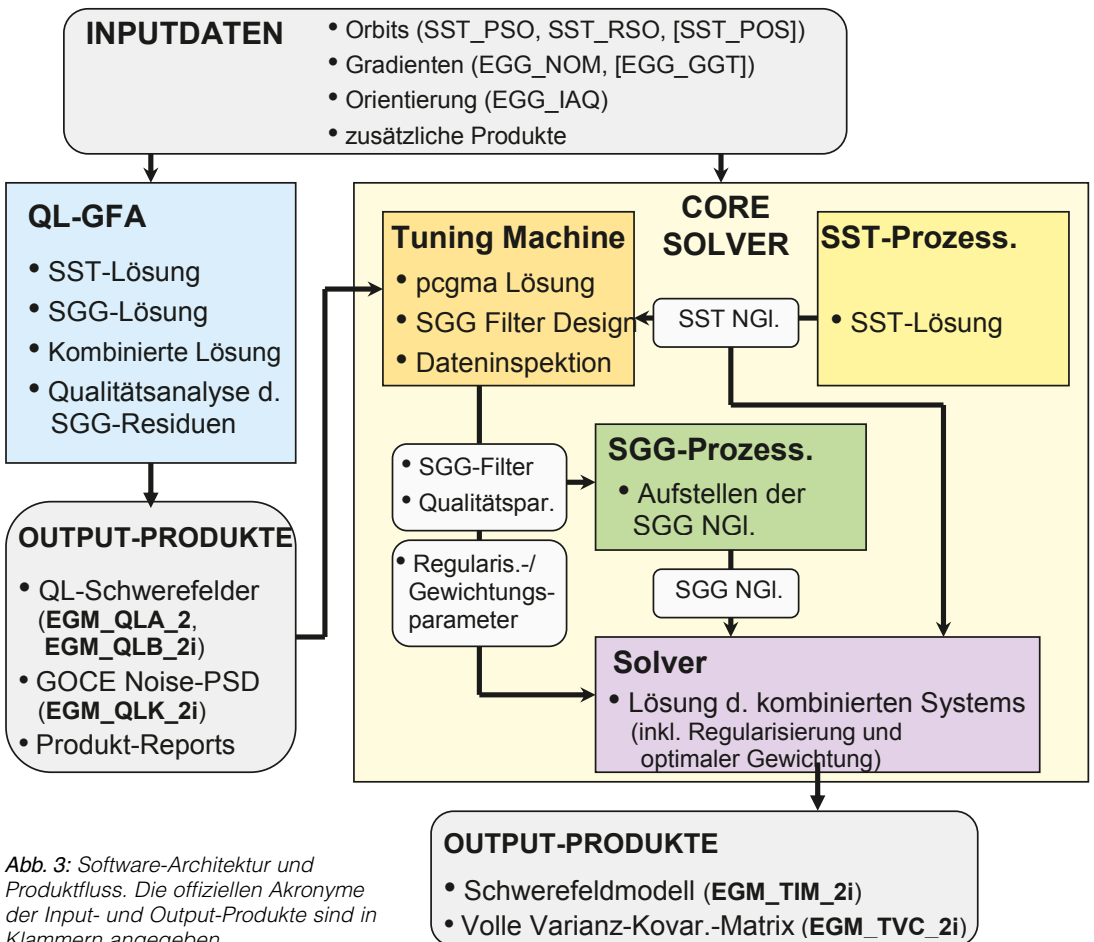 INPUTDATEN
• Orbits (SST_PSO, SST_RSO, [SST_POS])
• Gradienten (EGG_NOM, [EGG_GGT])
• Orientierung (EGG_IAQ)
• zusätzliche Produkte
QL-GFA
• SST-Lösung
• SGG-Lösung
• Kombinierte Lösung
• Qualitätsanalyse d.
SGG-Residuen
CORE
SOLVER
Tuning Machine
• pcgma Lösung
• SGG Filter Design
• Dateninspektion
SST NGl.
SST-Prozess.
• SST-Lösung
• SGG-Filter
• Qualitätspar.
SGG-Prozess.
• Aufstellen der
SGG NGl.
• Regularis.-/
Gewichtungs-
parameter
SGG NGl.
Solver
• Lösung d. kombinierten Systems
(inkl. Regularisierung und
optimaler Gewichtung)
OUTPUT-PRODUKTE
• QL-Schwerefelder
(EGM_QLA_2,
EGM_QLB_2i)
• GOCE Noise-PSD
(EGM_QLK_2i)
• Produkt-Reports
OUTPUT-PRODUKTE
• Schwerefeldmodell (EGM_TIM_2i)
• Volle Varianz-Kovar.-Matrix (EGM_TVC_2i)
Abb. 3: Software-Architektur und
Produktfluss. Die offiziellen Akronyme
der Input- und Output-Produkte sind in
Klammern angegeben